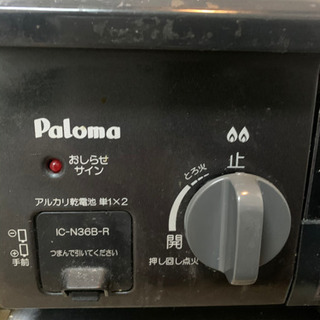 Paloma
おしらせ
サイン
アルカリ乾電池 単1×2
手前
IC-N36B-R
つまんで引いてください
止
とろ火
開
押し回し点火